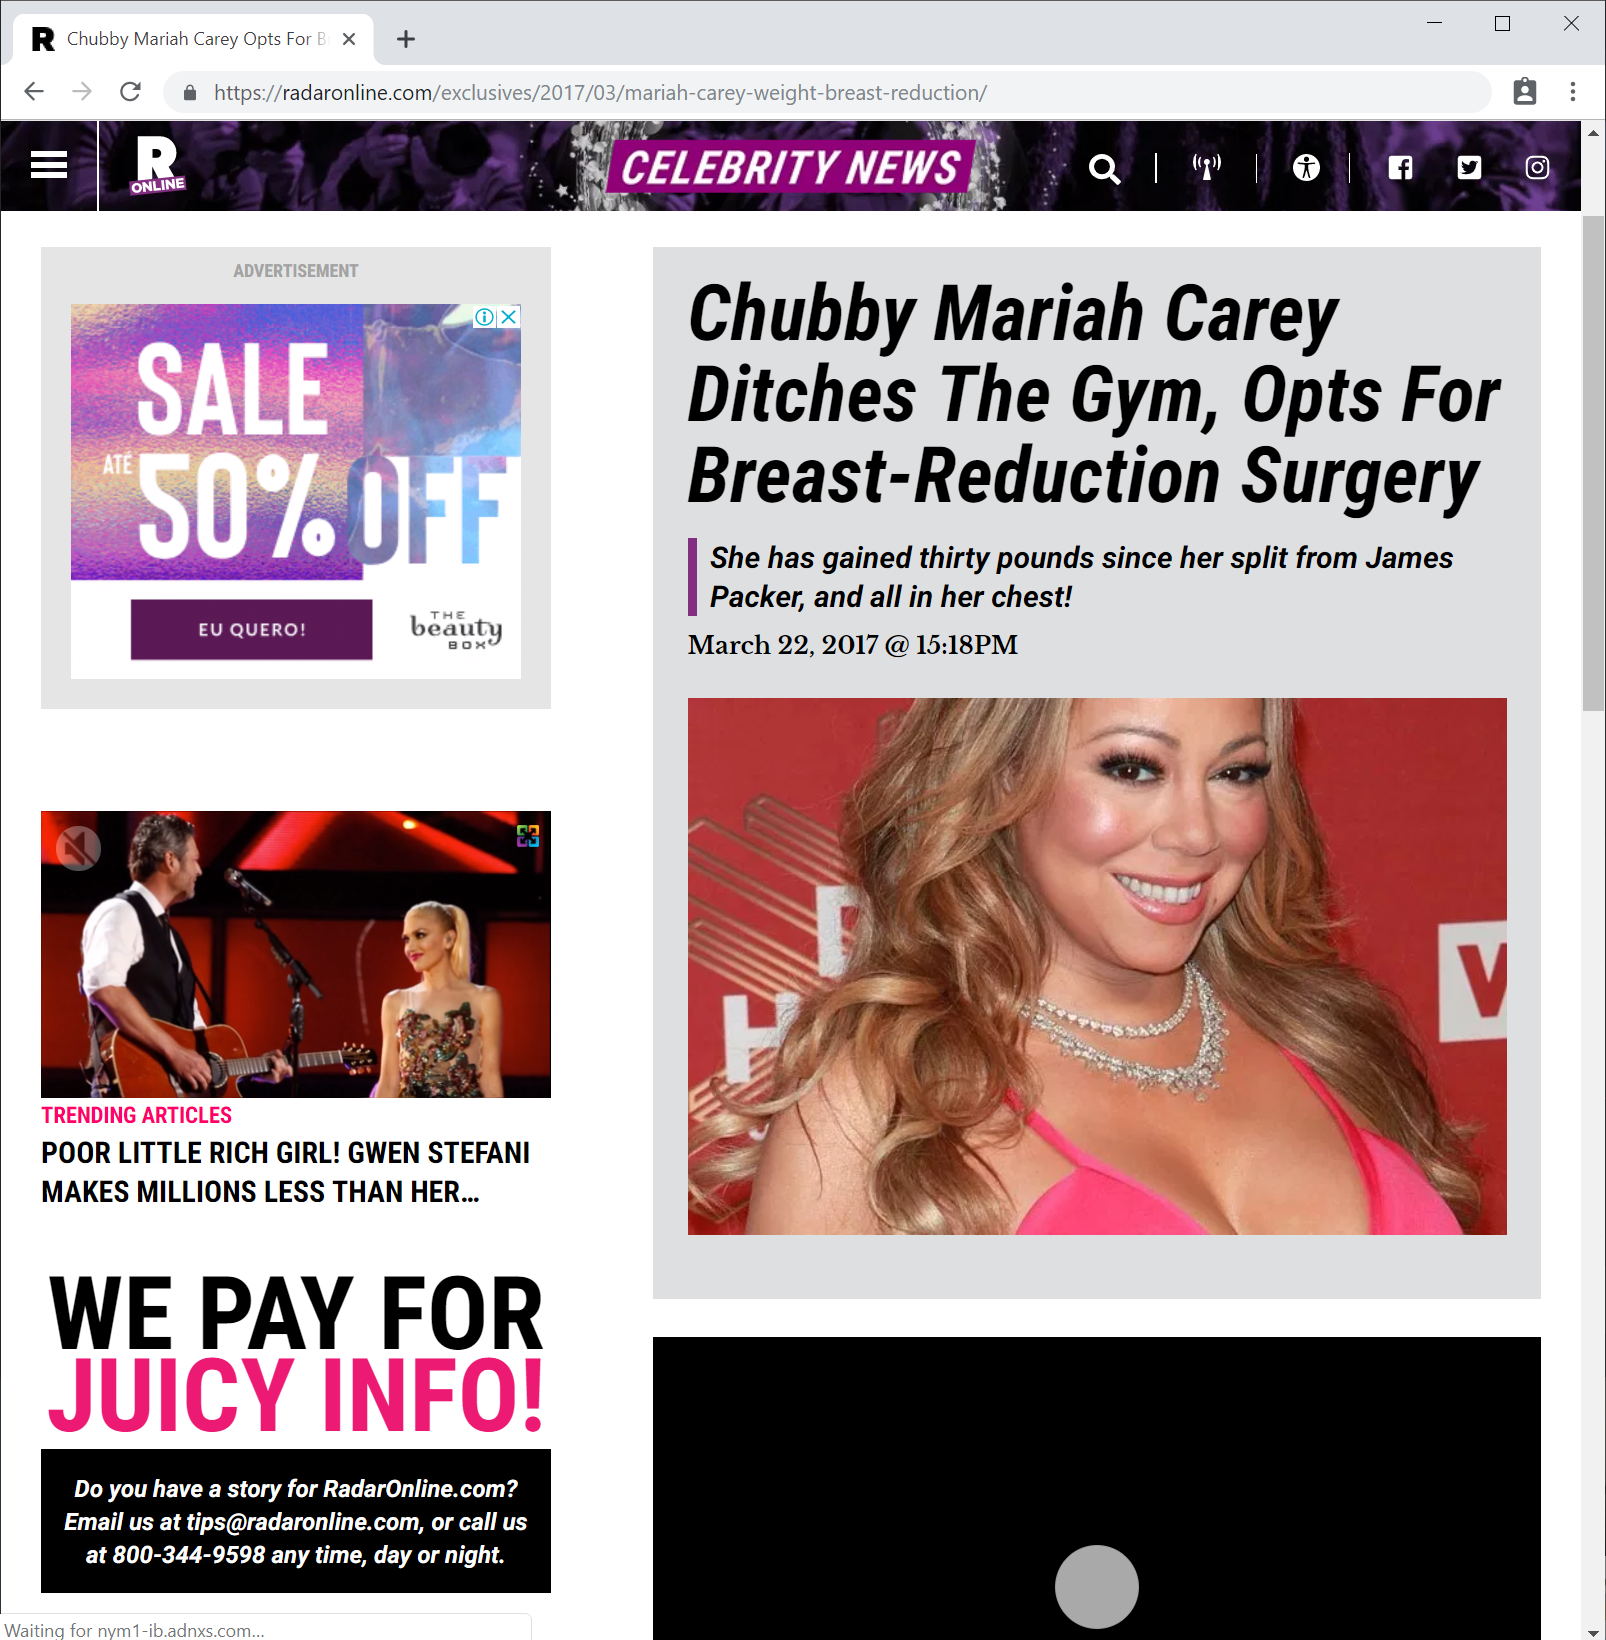 Chubby Mariah Carey Opts For B
https://radaronline.com/exclusives/2017/03/mariah-carey-weight-breast-reduction/
R
ONLINE
CELEBRITY NEWS
ADVERTISEMENT
SALE
ATÉ
50% OFF
EU QUERO!
THE
beauty
BOX
TRENDING ARTICLES
POOR LITTLE RICH GIRL! GWEN STEFANI
MAKES MILLIONS LESS THAN HER...
WE PAY FOR
JUICY INFO!
Do you have a story for RadarOnline.com?
Email us at tips@radaronline.com, or call us
at 800-344-9598 any time, day or night.
Waiting for nym1-ib.adnxs.com...
Chubby Mariah Carey
Ditches The Gym, Opts For
Breast-Reduction Surgery
She has gained thirty pounds since her split from James
Packer, and all in her chest!
March 22, 2017 @ 15:18PM